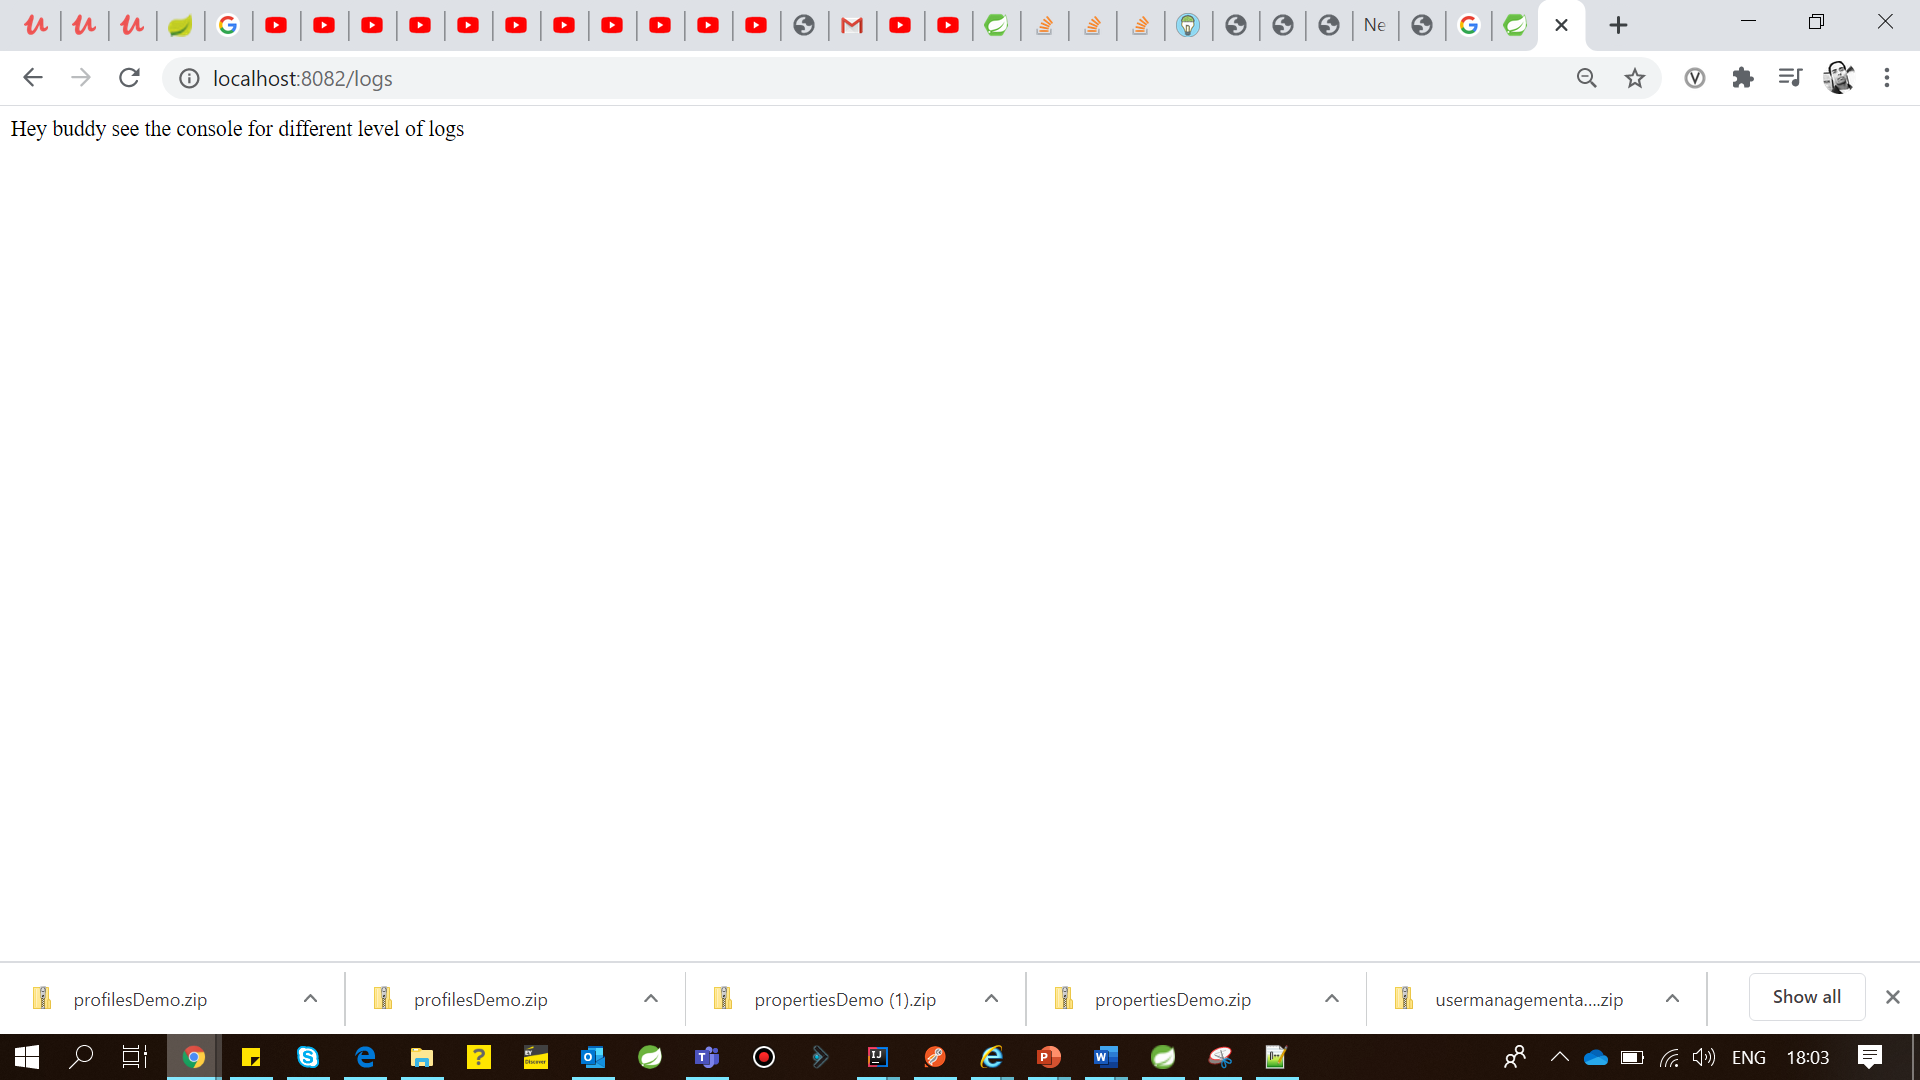 Ne
localhost:8082/logs
Hey buddy see the console for different level of logs
profilesDemo.zip
profilesDemo.zip
propertiesDemo (1).zip
propertiesDemo.zip
usermanagementa....zip
Show all
ENG
18:03